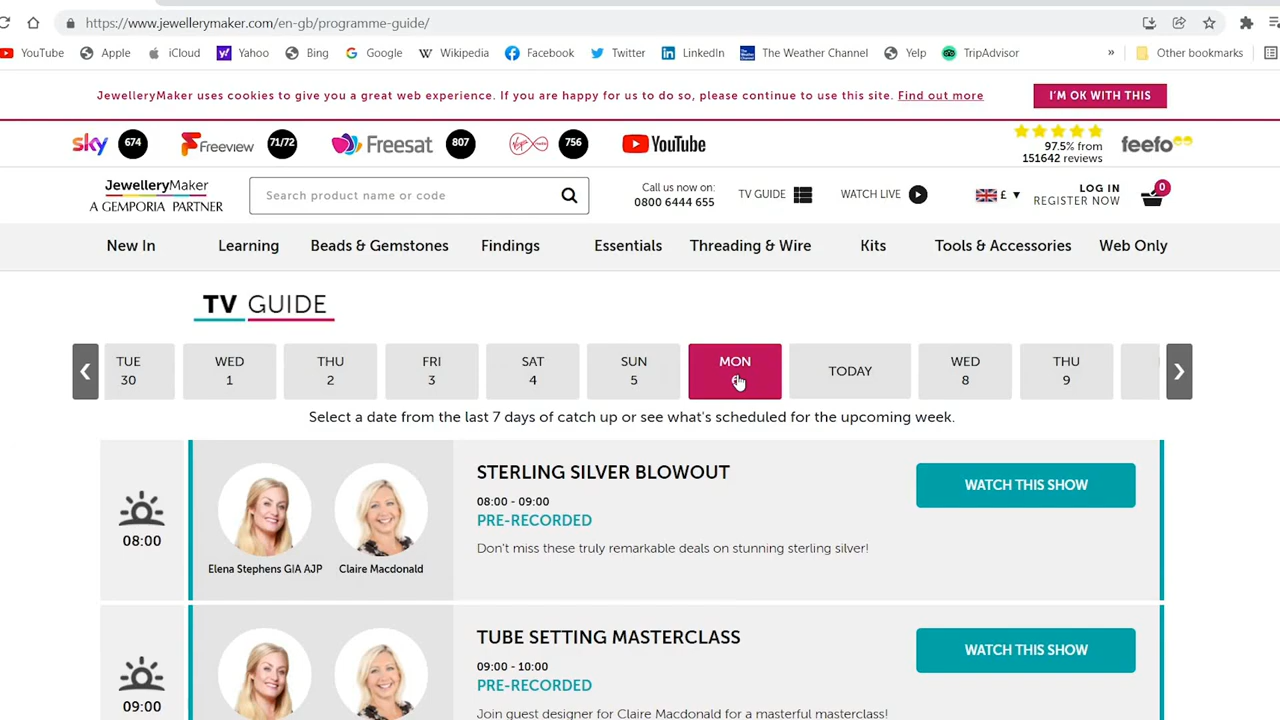 https://www.jewellerymaker.com/en-gb/programme-guide/
YouTube Apple iCloud Yahoo Bing Google Wikipedia Facebook Twitter LinkedIn The Weather Channel Yelp TripAdvisor » Other bookmarks
JewelleryMaker uses cookies to give you a great web experience. If you are happy for us to do so, please continue to use this site. Find out more
I'M OK WITH THIS
sky 674 Freeview 71/72 Freesat 807 756 YouTube
97.5% from
151642 reviews
feefo
JewelleryMaker
A GEMPORIA PARTNER
Search product name or code
Call us now on:
0800 6444 655
TV GUIDE
WATCH LIVE
£
LOG IN
REGISTER NOW
0
New In Learning Beads & Gemstones Findings Essentials Threading & Wire Kits Tools & Accessories Web Only
TV GUIDE
TUE
30
WED
1
THU
2
FRI
3
SAT
4
SUN
5
MON
TODAY
WED
8
THU
9
Select a date from the last 7 days of catch up or see what's scheduled for the upcoming week.
08:00
Elena Stephens GIA AJP
Claire Macdonald
STERLING SILVER BLOWOUT
08:00 - 09:00
PRE-RECORDED
Don't miss these truly remarkable deals on stunning sterling silver!
WATCH THIS SHOW
09:00
TUBE SETTING MASTERCLASS
09:00 - 10:00
PRE-RECORDED
Join guest designer for Claire Macdonald for a masterful masterclass!
WATCH THIS SHOW